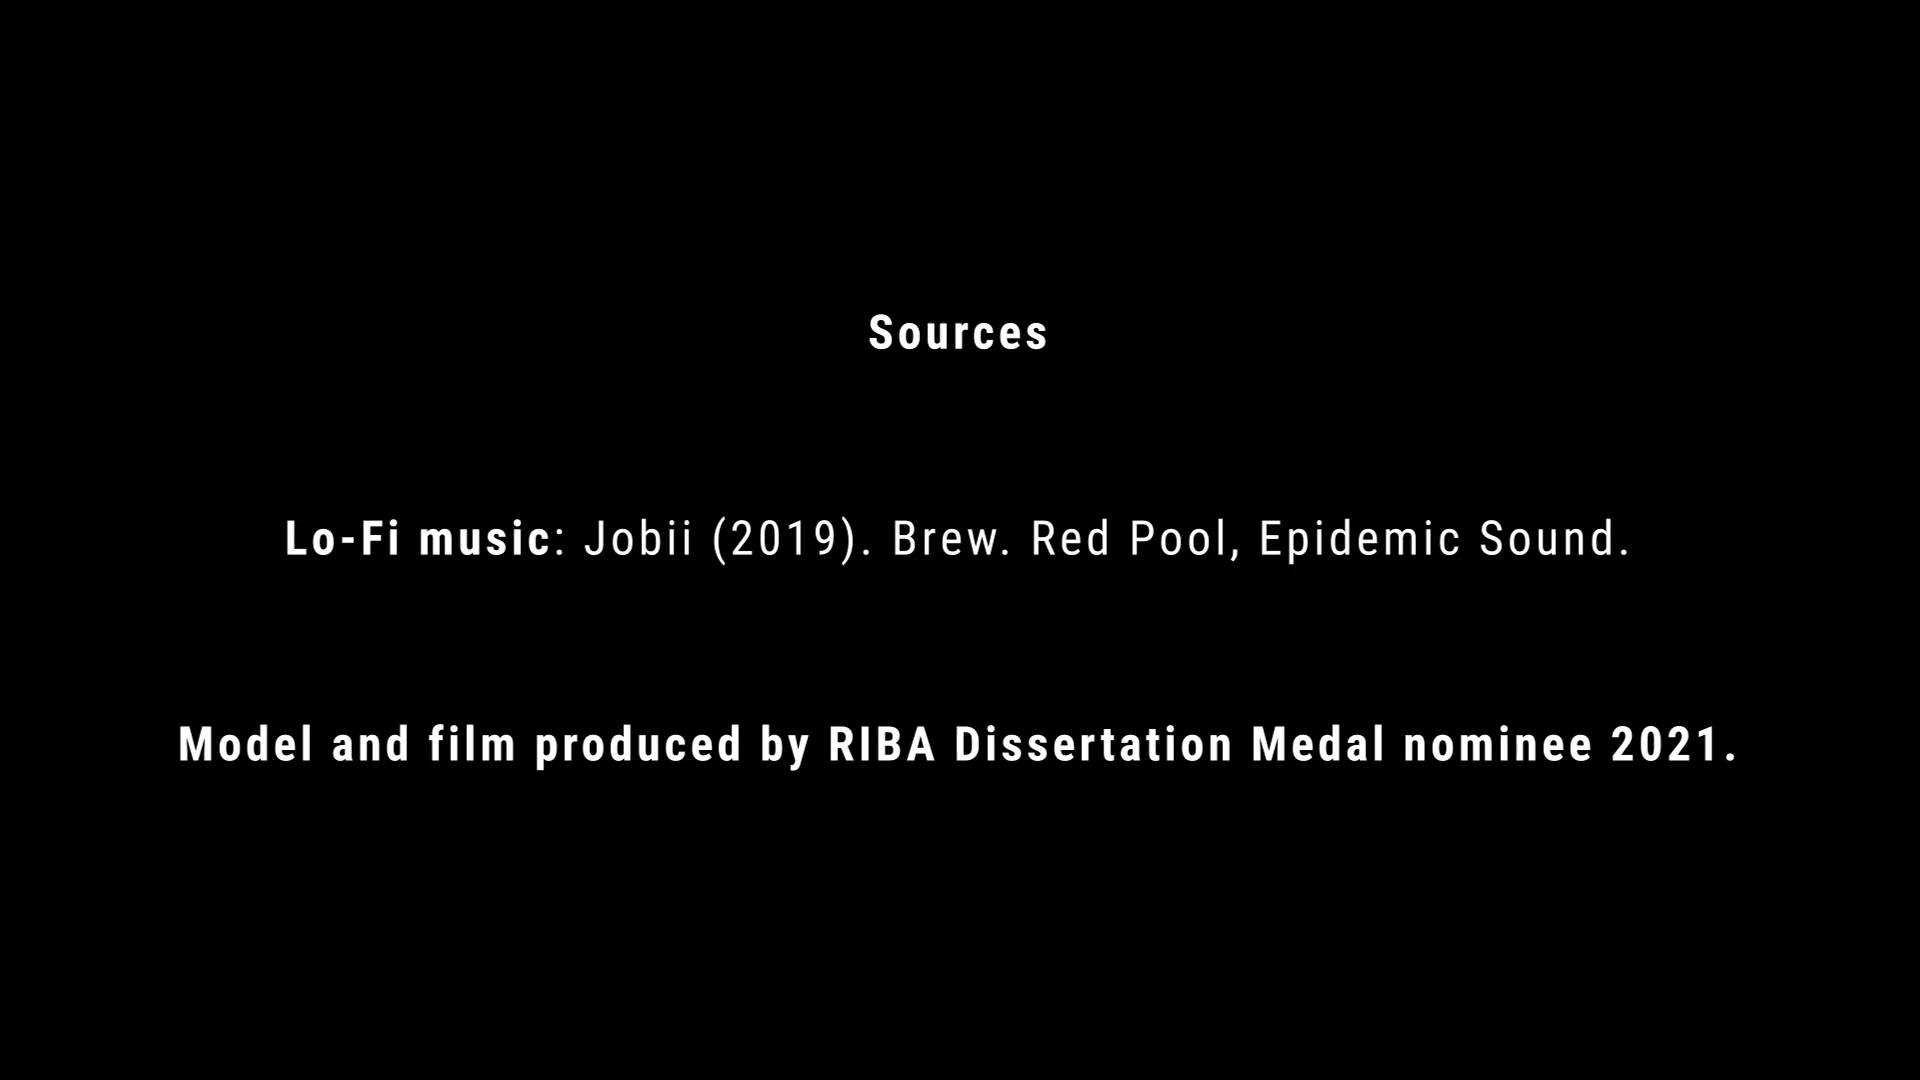 Sources
Lo-Fi music: Jobii (2019). Brew. Red Pool, Epidemic Sound.
Model and film produced by RIBA Dissertation Medal nominee 2021.